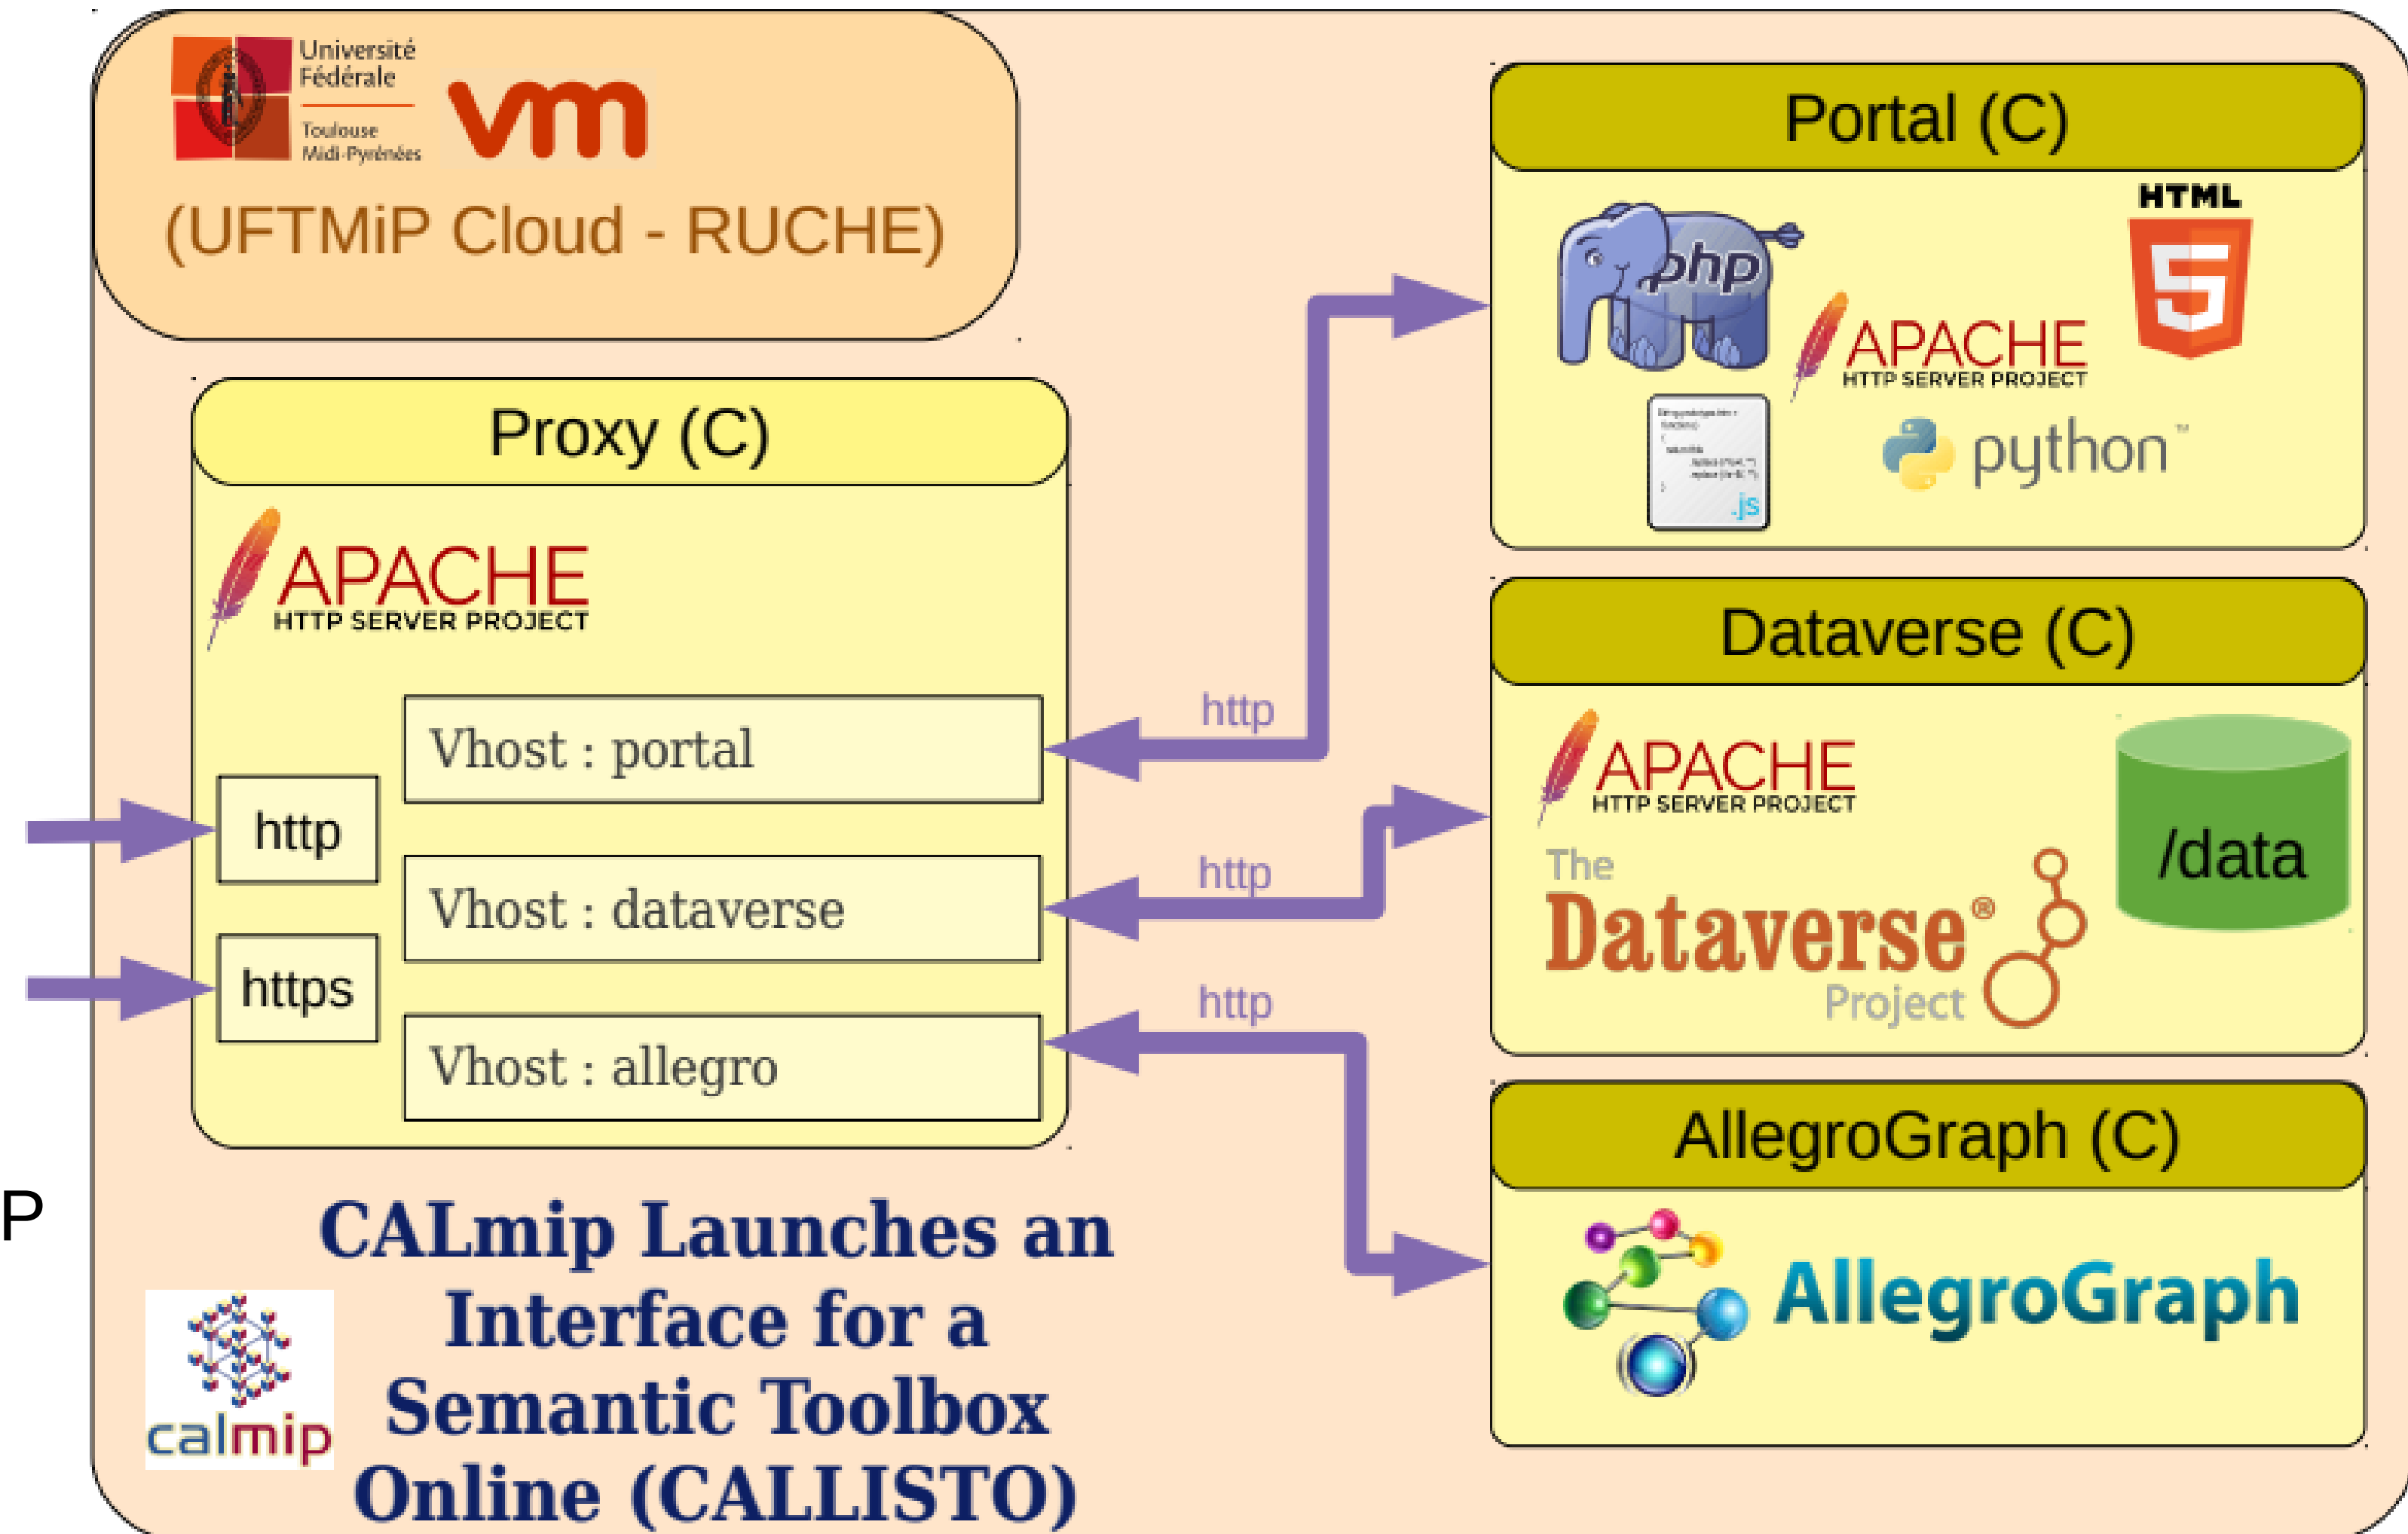 Université
Fédérale
Toulouse
Midi-Pyrénées
vm
(UFTMiP Cloud - RUCHE)
Proxy (C)
APACHE
HTTP SERVER PROJECT
Vhost : portal
http
Vhost : dataverse
https
Vhost : allegro
http
http
http
P
CALmip Launches an
Interface for a
Semantic Toolbox
Online (CALLISTO)
calmip
Portal (C)
php
HTML
5
APACHE
HTTP SERVER PROJECT
.js
python™
Dataverse (C)
APACHE
HTTP SERVER PROJECT
/data
The
Dataverse®
Project
AllegroGraph (C)
AllegroGraph